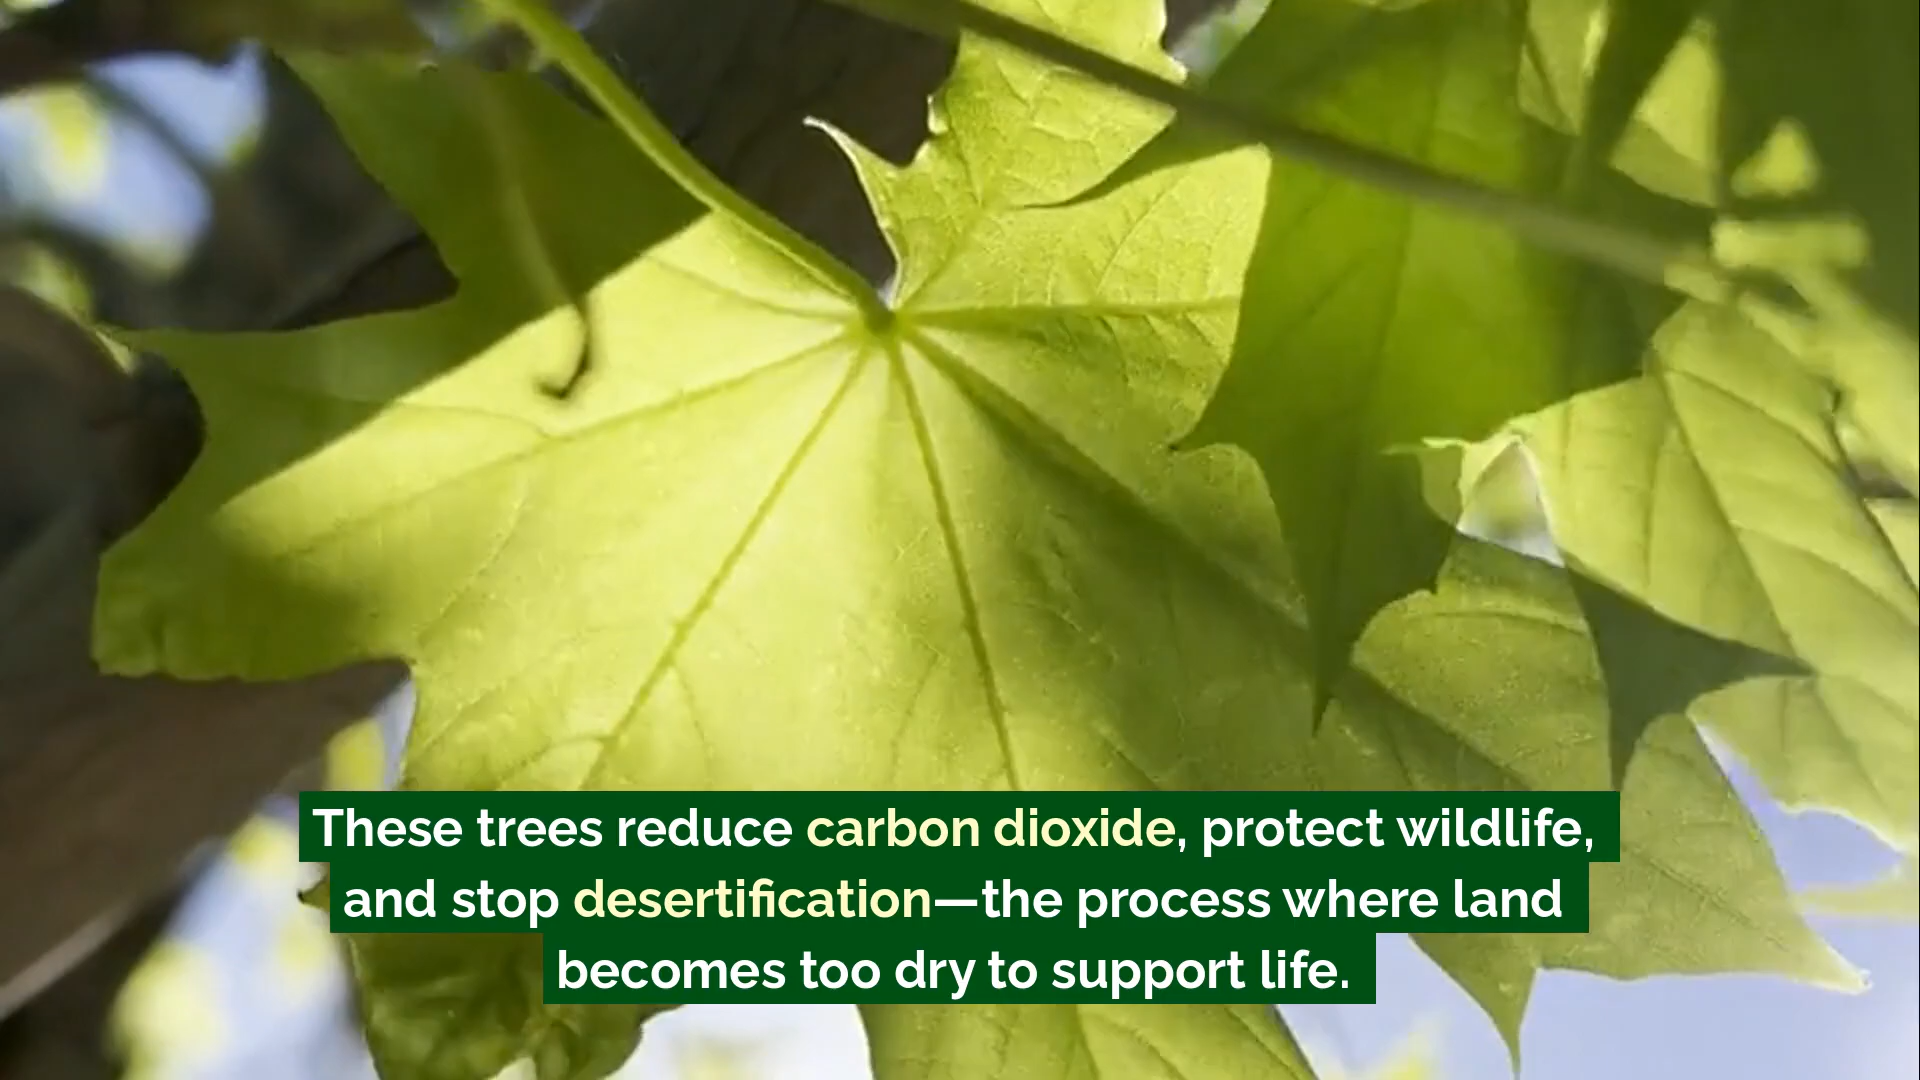 These trees reduce carbon dioxide, protect wildlife,
and stop desertification—the process where land
becomes too dry to support life.